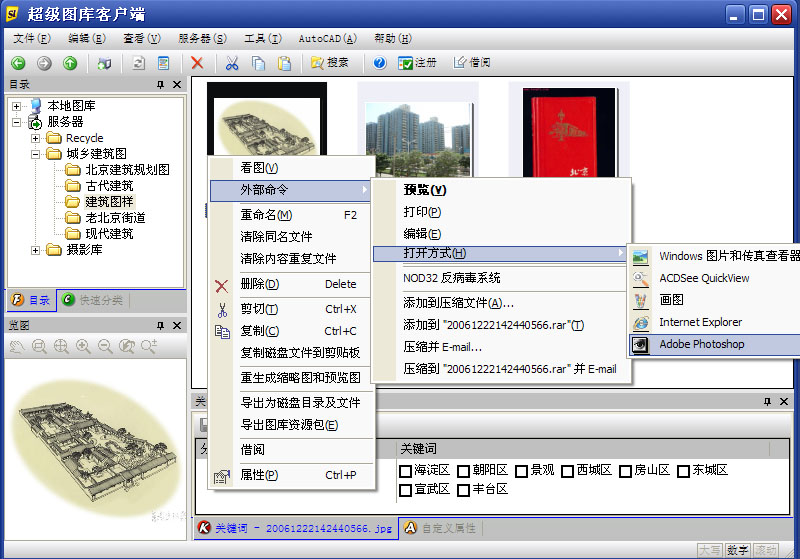 超级图库客户端
文件(F) 编辑(E) 查看(V) 服务器(S) 工具(T) AutoCAD(A) 帮助(H)
搜索 注册 借阅
目录
本地图库
服务器
Recycle
城乡建筑图
北京建筑规划图
古代建筑
建筑图样
老北京街道
现代建筑
摄影库
目录 快速分类
览图
看图(V)
外部命令
重命名(M) F2
清除同名文件
清除内容重复文件
删除(D) Delete
剪切(T) Ctrl+X
复制(C) Ctrl+C
复制磁盘文件到剪贴板
重生成缩略图和预览图
导出为磁盘目录及文件
导出图库资源包(E)
借阅
属性(P) Ctrl+P
预览(V)
打印(P)
编辑(E)
打开方式(H)
NOD32 反病毒系统
添加到压缩文件(A)...
添加到 "20061222142440566.rar"(T)
压缩并 E-mail...
压缩到 "20061222142440566.rar" 并 E-mail
Windows 图片和传真查看器
ACDSee QuickView
画图
Internet Explorer
Adobe Photoshop
关键词
海淀区 朝阳区 景观 西城区 房山区 东城区
宣武区 丰台区
关键词 - 20061222142440566.jpg 自定义属性
大写 数字 滚动